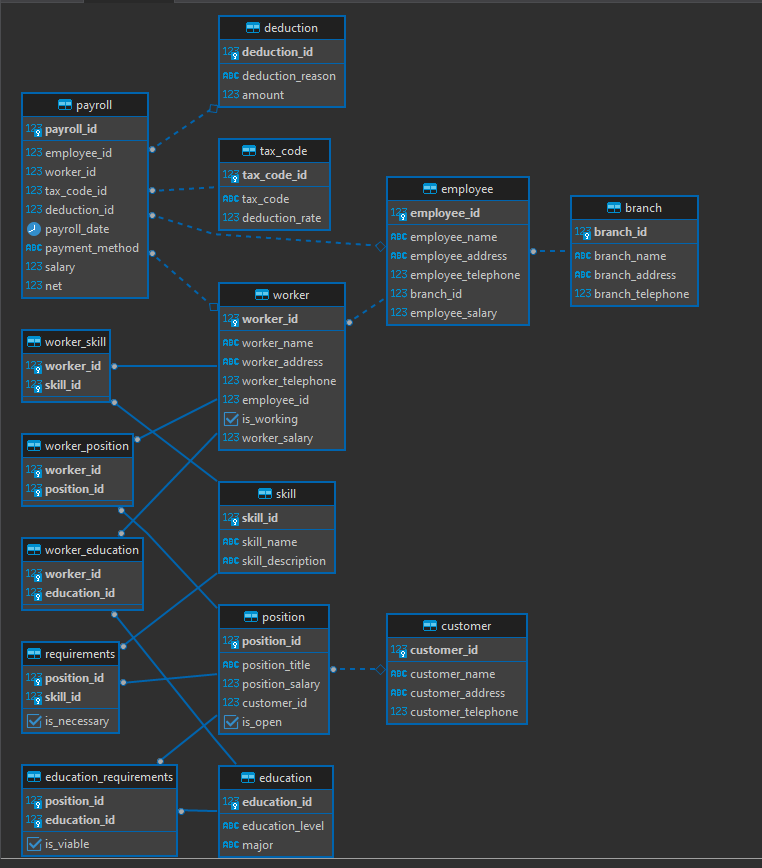 deduction
123 deduction_id
ABC deduction_reason
123 amount
payroll
123 payroll_id
123 employee_id
123 worker_id
123 tax_code_id
123 deduction_id
payroll_date
ABC payment_method
123 salary
123 net
tax_code
123 tax_code_id
ABC tax_code
123 deduction_rate
employee
123 employee_id
ABC employee_name
ABC employee_address
123 employee_telephone
123 branch_id
123 employee_salary
branch
123 branch_id
ABC branch_name
ABC branch_address
123 branch_telephone
worker
123 worker_id
ABC worker_name
ABC worker_address
123 worker_telephone
123 employee_id
is_working
123 worker_salary
worker_skill
123 worker_id
123 skill_id
worker_position
123 worker_id
123 position_id
skill
123 skill_id
ABC skill_name
ABC skill_description
worker_education
123 worker_id
123 education_id
position
123 position_id
ABC position_title
123 position_salary
123 customer_id
is_open
customer
123 customer_id
ABC customer_name
ABC customer_address
123 customer_telephone
requirements
123 position_id
123 skill_id
is_necessary
education_requirements
123 position_id
123 education_id
is_viable
education
123 education_id
ABC education_level
ABC major